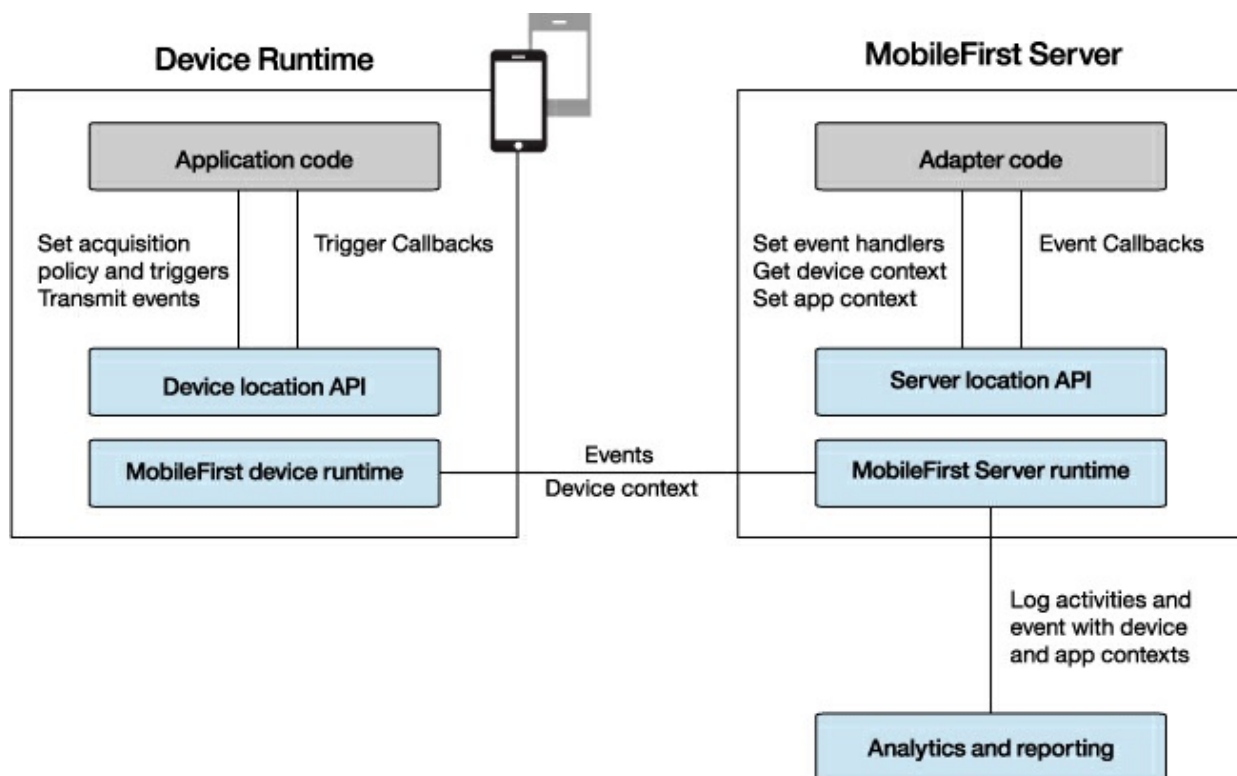 Device Runtime
MobileFirst Server
Application code
Adapter code
Set acquisition
policy and triggers
Transmit events
Trigger Callbacks
Set event handlers
Get device context
Set app context
Event Callbacks
Device location API
Server location API
MobileFirst device runtime
Events
Device context
MobileFirst Server runtime
Log activities and
event with device
and app contexts
Analytics and reporting